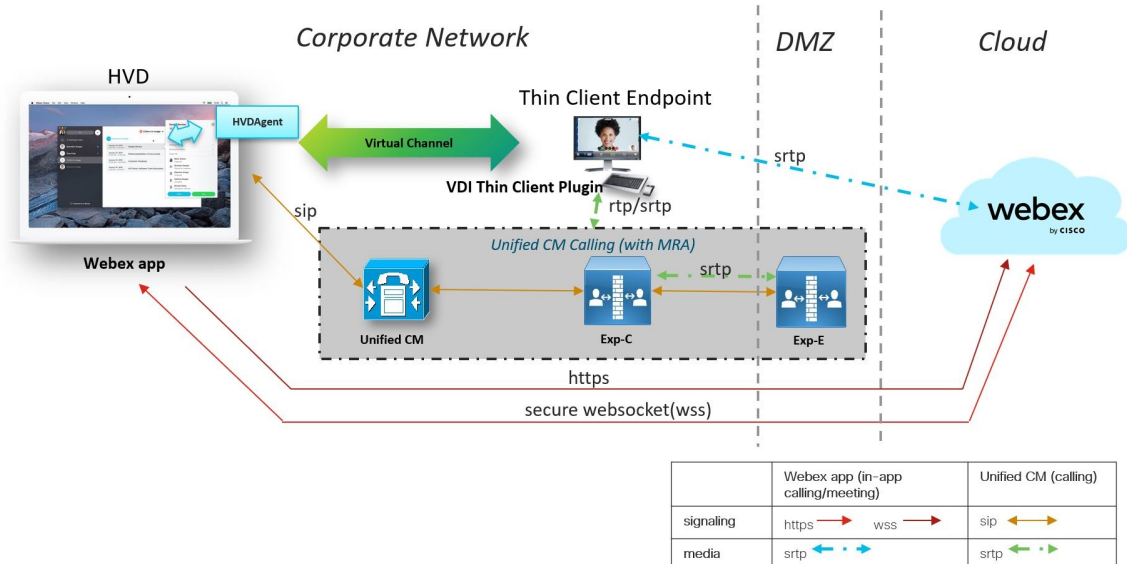 Corporate Network
DMZ
Cloud
HVD
HVDAgent
Thin Client Endpoint
Virtual Channel
VDI Thin Client Plugin
srtp
sip
rtp/srtp
webex
by CISCO
Webex app
Unified CM Calling (with MRA)
srtp
Unified CM
Exp-C
Exp-E
https
secure websocket(wss)
Webex app (in-app calling/meeting)
Unified CM (calling)
signaling
https
wss
sip
media
srtp
srtp